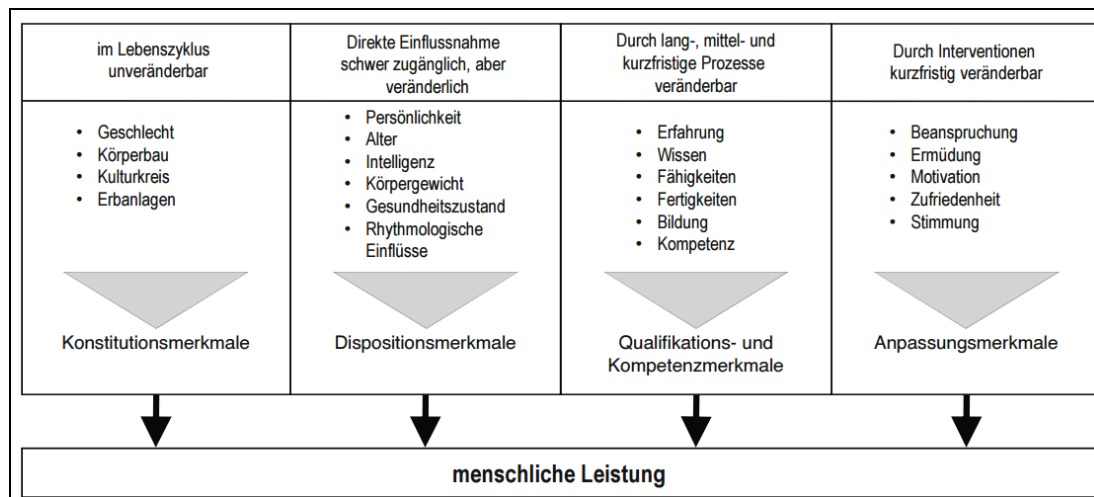 im Lebenszyklus
unveränderbar
Direkte Einflussnahme
schwer zugänglich, aber
veränderlich
Durch lang-, mittel- und
kurzfristige Prozesse
veränderbar
Durch Interventionen
kurzfristig veränderbar
• Geschlecht
• Körperbau
• Kulturkreis
• Erbanlagen
• Persönlichkeit
• Alter
• Intelligenz
• Körpergewicht
• Gesundheitszustand
• Rhythmologische
Einflüsse
• Erfahrung
• Wissen
• Fähigkeiten
• Fertigkeiten
• Bildung
• Kompetenz
• Beanspruchung
• Ermüdung
• Motivation
• Zufriedenheit
• Stimmung
Konstitutionsmerkmale
Dispositionsmerkmale
Qualifikations- und
Kompetenzmerkmale
Anpassungsmerkmale
menschliche Leistung